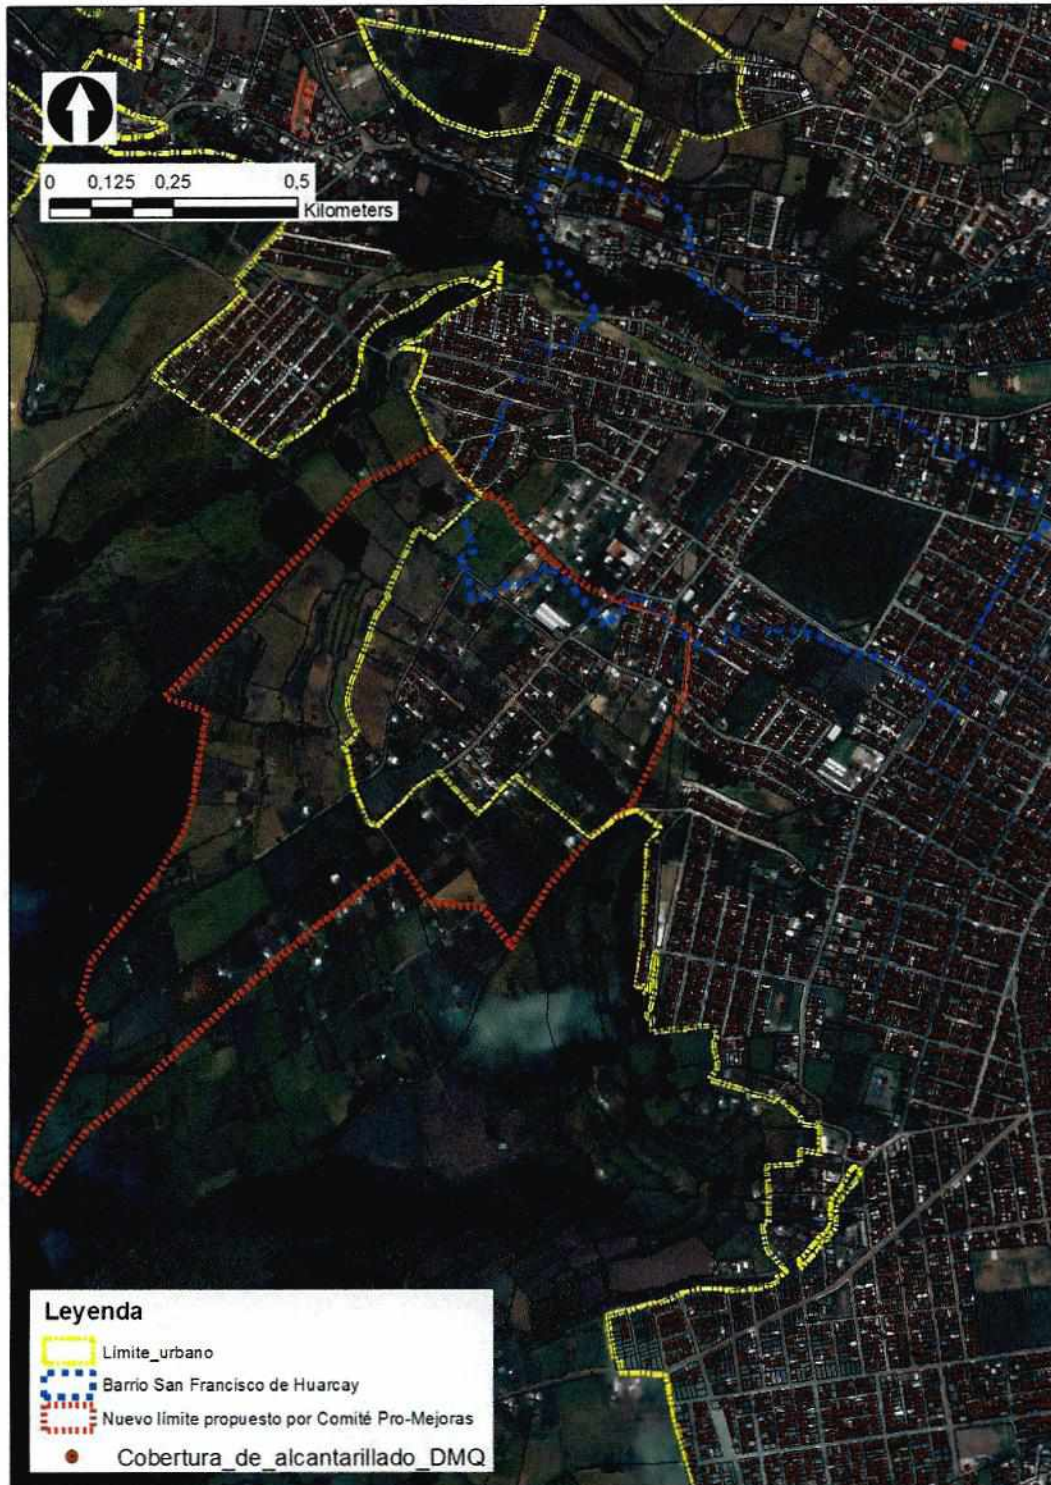 0 0,125 0,25 0,5
Kilometers
Leyenda
Límite_urbano
Barrio San Francisco de Huarcay
Nuevo límite propuesto por Comité Pro-Mejoras
Cobertura_de_alcantarillado_DMQ